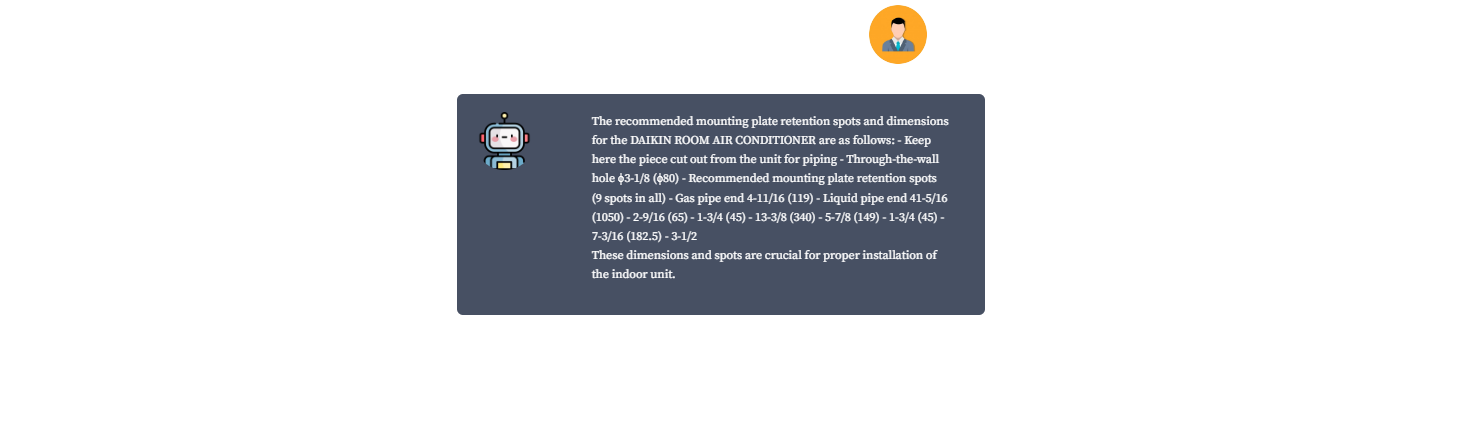 The recommended mounting plate retention spots and dimensions
for the DAIKIN ROOM AIR CONDITIONER are as follows: - Keep
here the piece cut out from the unit for piping - Through-the-wall
hole ϕ3-1/8 (ϕ80) - Recommended mounting plate retention spots
(9 spots in all) - Gas pipe end 4-11/16 (119) - Liquid pipe end 41-5/16
(1050) - 2-9/16 (65) - 1-3/4 (45) - 13-3/8 (340) - 5-7/8 (149) - 1-3/4 (45) -
7-3/16 (182.5) - 3-1/2
These dimensions and spots are crucial for proper installation of
the indoor unit.